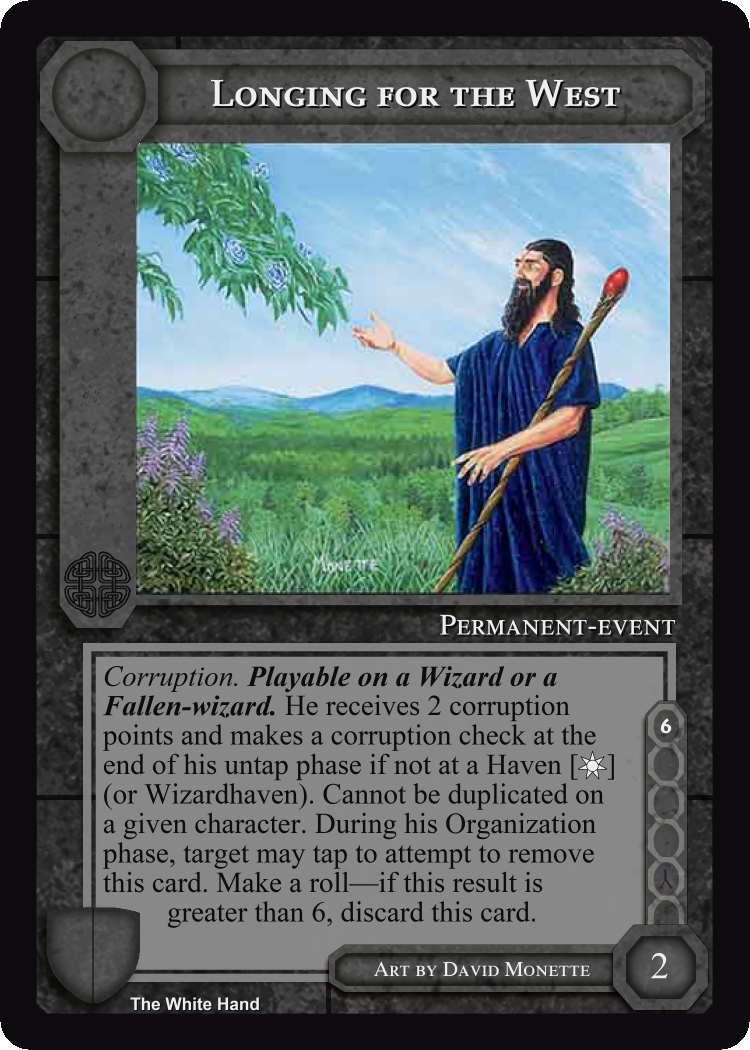 Longing for the West
Monette
Permanent-event
Corruption. Playable on a Wizard or a
Fallen-wizard. He receives 2 corruption
points and makes a corruption check at the
end of his untap phase if not at a Haven [☼]
(or Wizardhaven). Cannot be duplicated on
a given character. During his Organization
phase, target may tap to attempt to remove
this card. Make a roll—if this result is
greater than 6, discard this card.
6
Art by David Monette
2
The White Hand